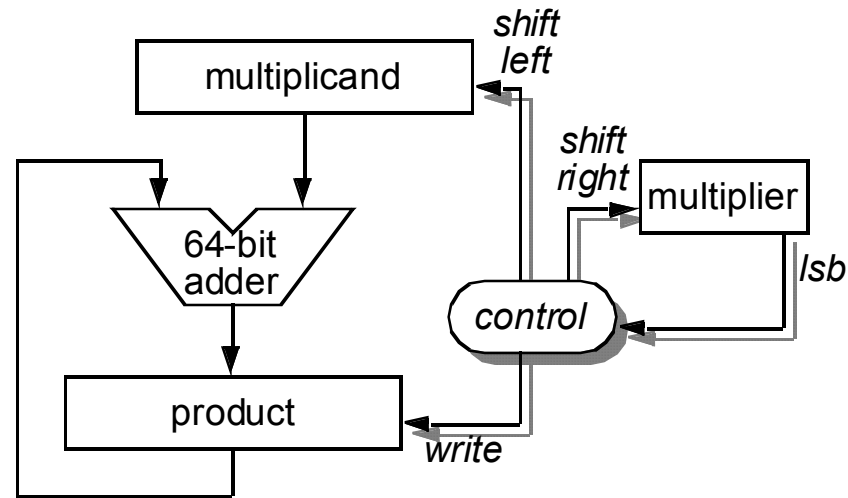 shift
left
multiplicand
shift
right
multiplier
64-bit
adder
lsb
control
product
write